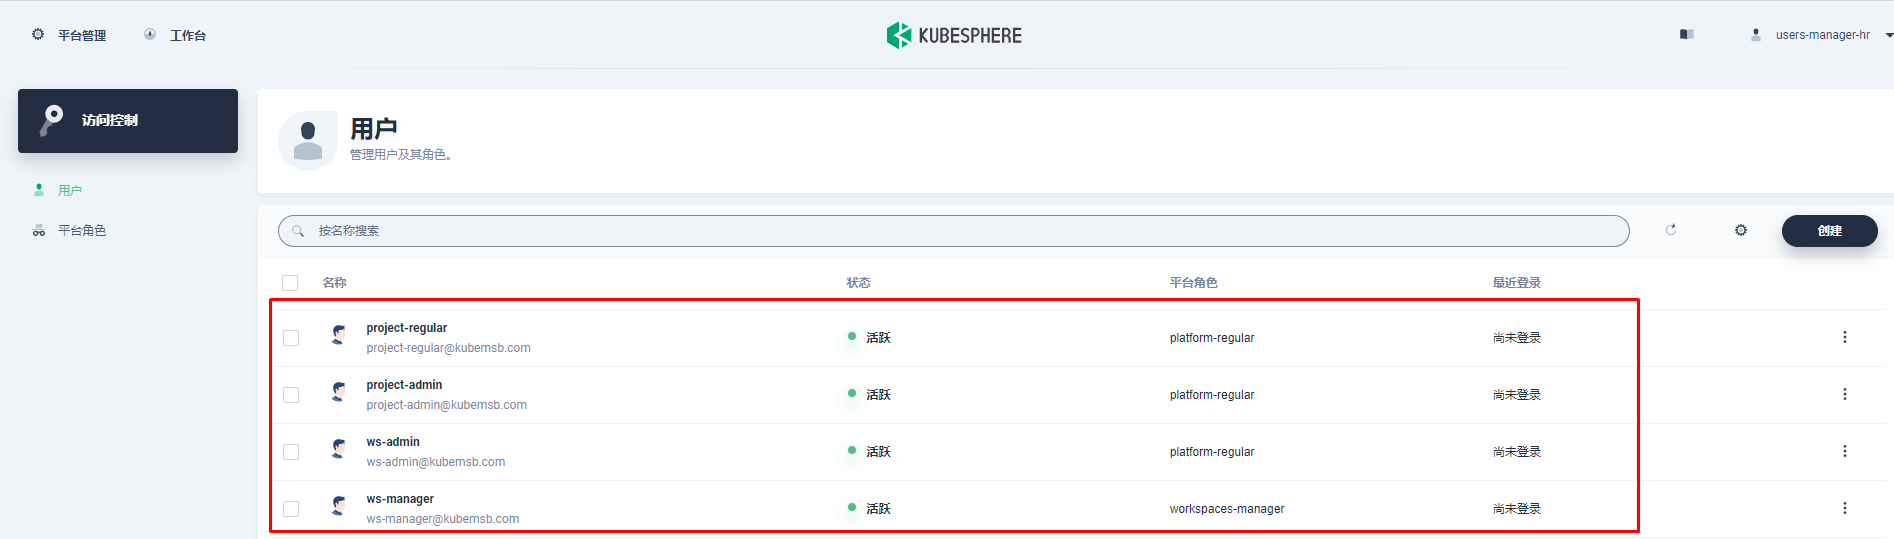 平台管理 工作台 KUBESPHERE users-manager-hr
访问控制
用户
平台角色
用户
管理用户及其角色。
按名称搜索 创建
名称 状态 平台角色 最近登录
project-regular
project-regular@kubemsb.com 活跃 platform-regular 尚未登录
project-admin
project-admin@kubemsb.com 活跃 platform-regular 尚未登录
ws-admin
ws-admin@kubemsb.com 活跃 platform-regular 尚未登录
ws-manager
ws-manager@kubemsb.com 活跃 workspaces-manager 尚未登录